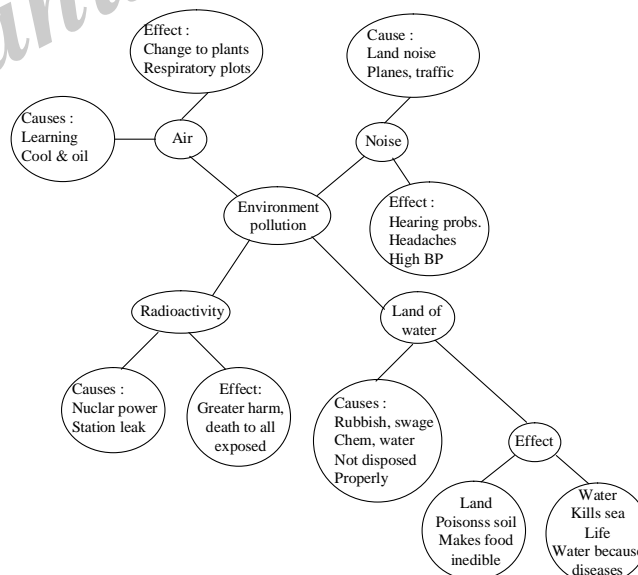 Effect :
Change to plants
Respiratory plots
Cause :
Land noise
Planes, traffic
Causes :
Learning
Cool & oil
Air
Noise
Environment
pollution
Effect :
Hearing probs.
Headaches
High BP
Radioactivity
Land of
water
Causes :
Nuclar power
Station leak
Effect:
Greater harm,
death to all
exposed
Causes :
Rubbish, swage
Chem, water
Not disposed
Properly
Effect
Land
Poisonss soil
Makes food
inedible
Water
Kills sea
Life
Water because
diseases